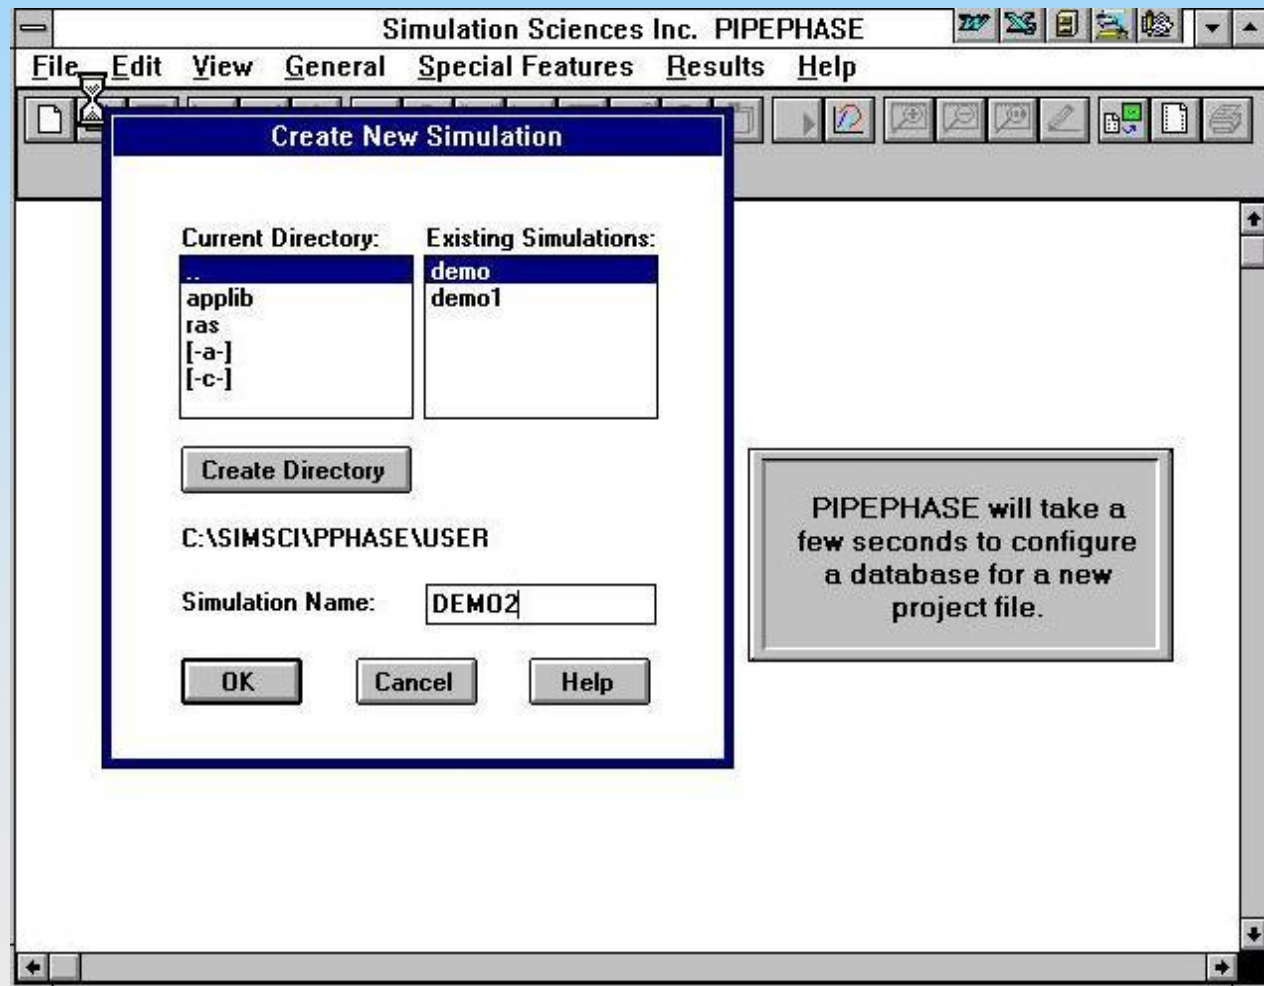 Simulation Sciences Inc. PIPEPHASE
File Edit View General Special Features Results Help
Create New Simulation
Current Directory:
..
applib
ras
[-a-]
[-c-]
Existing Simulations:
demo
demo1
Create Directory
C:\SIMSCI\PPHASE\USER
Simulation Name:
DEMO2
OK
Cancel
Help
PIPEPHASE will take a
few seconds to configure
a database for a new
project file.